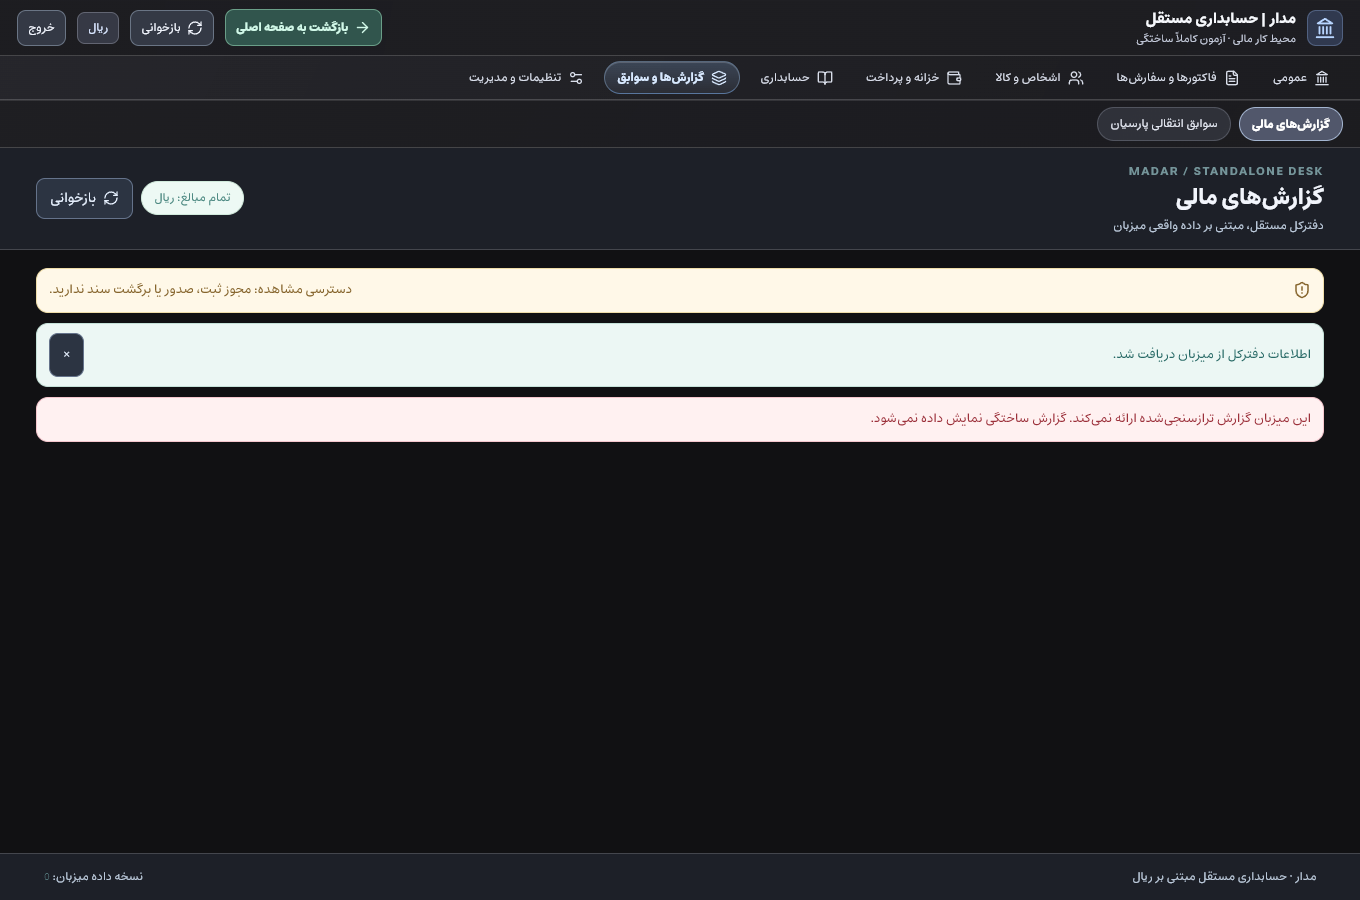 مدار | حسابداری مستقل
محیط کار مالی · آزمون کاملاً ساختگی
بازگشت به صفحه اصلی
بازخوانی
ریال
خروج
عمومی
فاکتورها و سفارش‌ها
اشخاص و کالا
خزانه و پرداخت
حسابداری
گزارش‌ها و سوابق
تنظیمات و مدیریت
گزارش‌های مالی
سوابق انتقالی پارسیان
MADAR / STANDALONE DESK
گزارش‌های مالی
دفترکل مستقل، مبتنی بر داده واقعی میزبان
تمام مبالغ: ریال
بازخوانی
دسترسی مشاهده: مجوز ثبت، صدور یا برگشت سند ندارید.
اطلاعات دفترکل از میزبان دریافت شد.
×
این میزبان گزارش ترازسنجی‌شده ارائه نمی‌کند. گزارش ساختگی نمایش داده نمی‌شود.
مدار · حسابداری مستقل مبتنی بر ریال
نسخه داده میزبان: